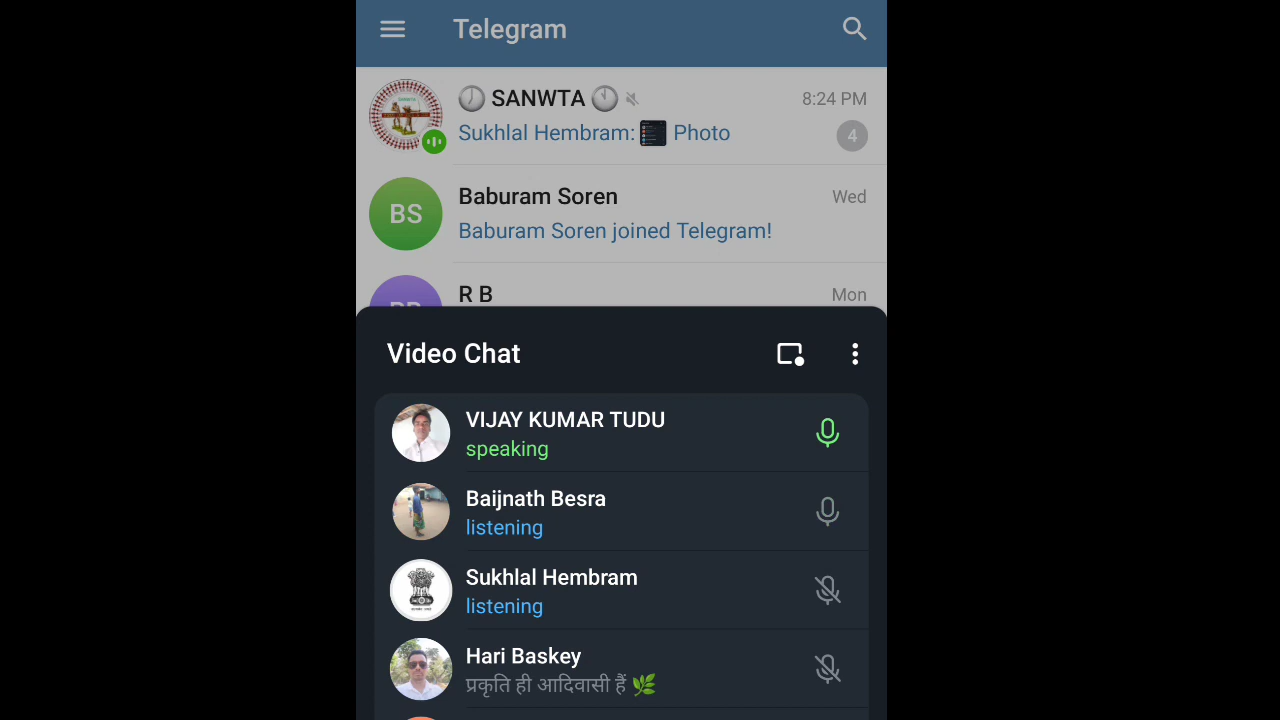 Telegram
🕖 SANWTA 🕚
8:24 PM
Sukhlal Hembram: Photo
4
BS
Baburam Soren
Wed
Baburam Soren joined Telegram!
R B
Mon
Video Chat
VIJAY KUMAR TUDU
speaking
Baijnath Besra
listening
Sukhlal Hembram
listening
Hari Baskey
प्रकृति ही आदिवासी हैं 🌿